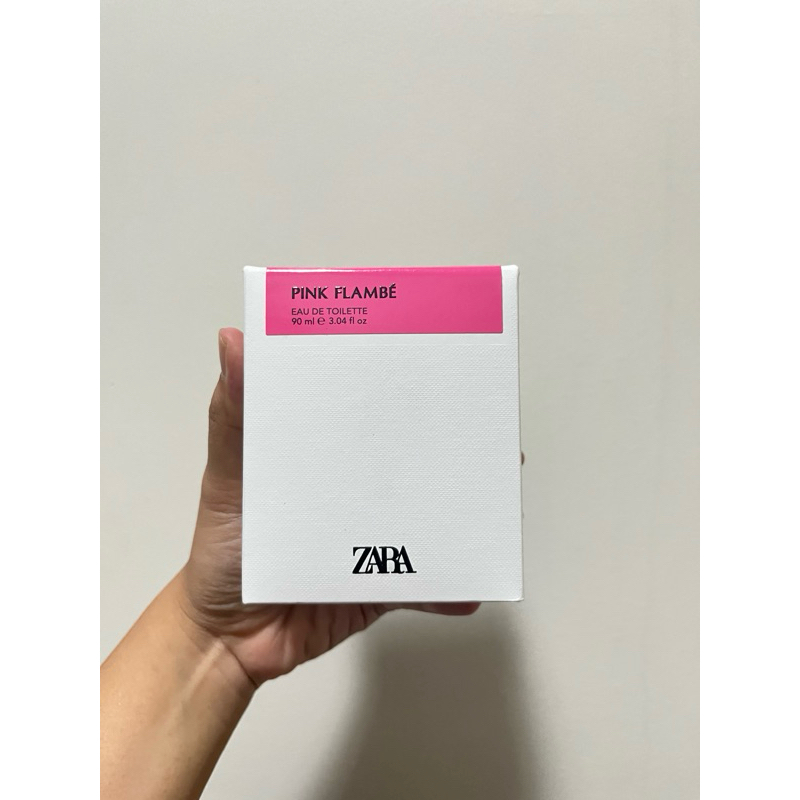 PINK FLAMBÉ
EAU DE TOILETTE
90 ml ℮ 3.04 fl oz
ZARA